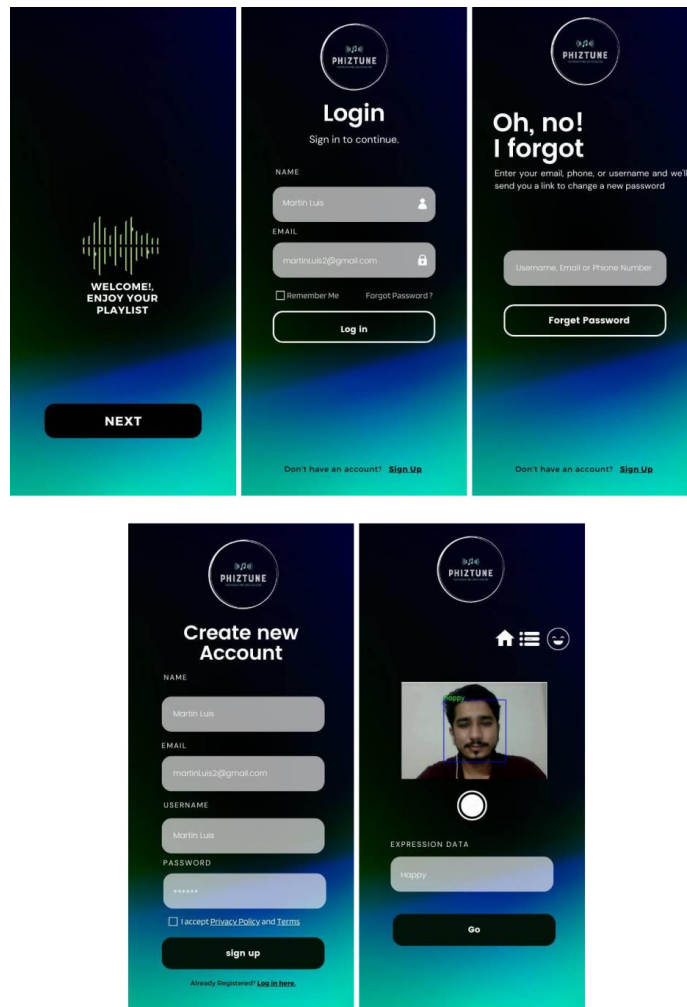 WELCOME!,
ENJOY YOUR
PLAYLIST
NEXT
PHIZTUNE
Login
Sign in to continue.
NAME
Martin Luis
EMAIL
martinLuis2@gmail.com
Remember Me Forgot Password ?
Log in
Don't have an account? Sign Up
PHIZTUNE
Oh, no!
I forgot
Enter your email, phone, or username and we'll
send you a link to change a new password
Username, Email or Phione Number
Forget Password
Don't have an account? Sign Up
PHIZTUNE
Create new
Account
NAME
Martin Luis
EMAIL
martinLuis2@gmail.com
USERNAME
Martin Luis
PASSWORD
******
I accept Privacy Policy and Terms
sign up
Already Registered? Log in here.
PHIZTUNE
Happy
EXPRESSION DATA
Happy
Go